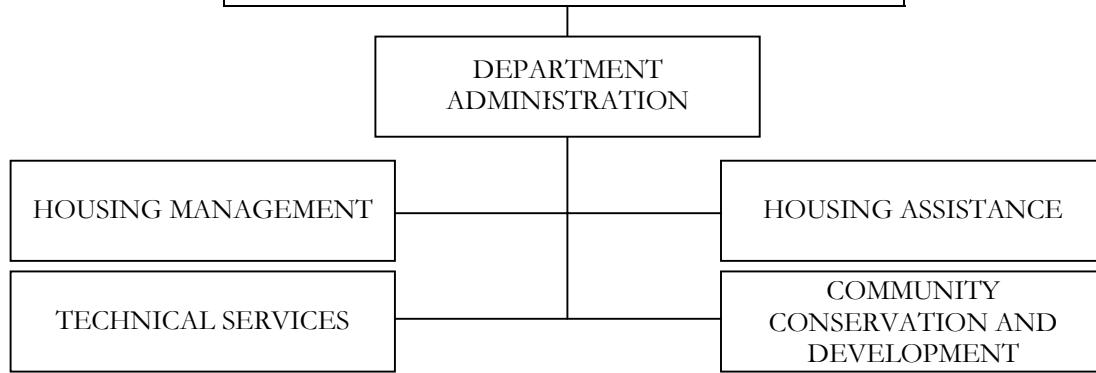 DEPARTMENT
ADMINISTRATION
HOUSING MANAGEMENT
HOUSING ASSISTANCE
TECHNICAL SERVICES
COMMUNITY
CONSERVATION AND
DEVELOPMENT